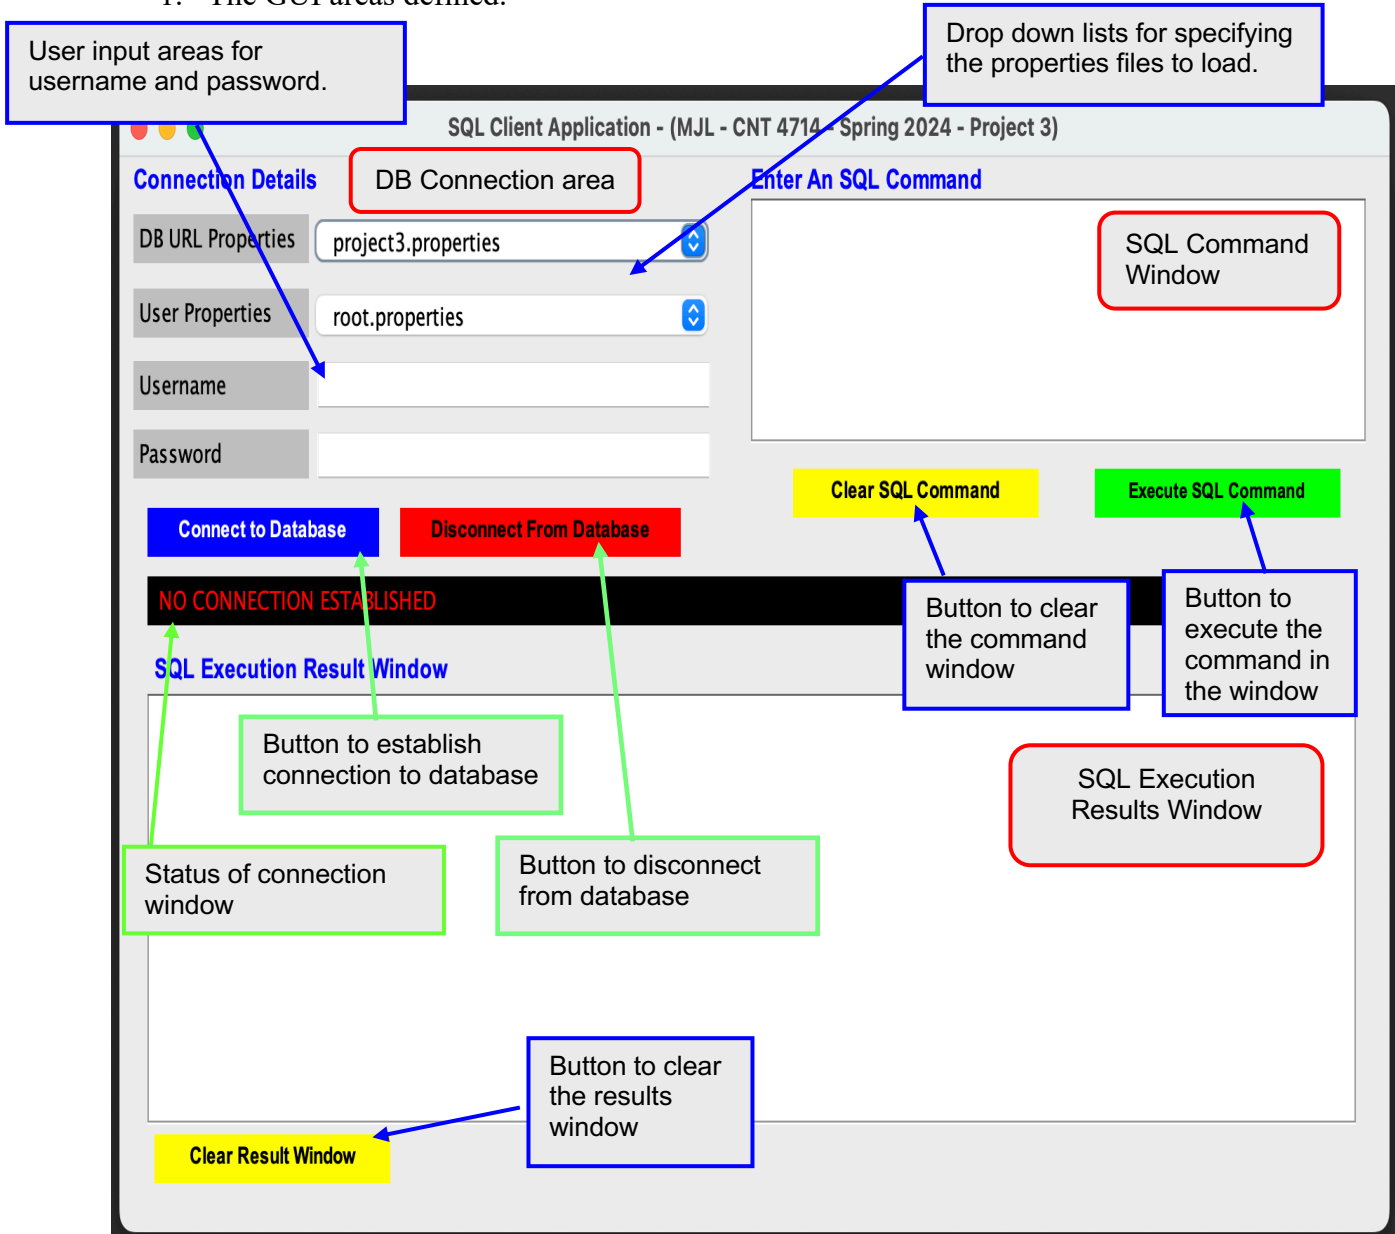 1. The GUI areas defined.
User input areas for
username and password.
Drop down lists for specifying
the properties files to load.
SQL Client Application - (MJL - CNT 4714 - Spring 2024 - Project 3)
Connection Details
DB Connection area
Enter An SQL Command
DB URL Properties
project3.properties
SQL Command
Window
User Properties
root.properties
Username
Password
Clear SQL Command
Execute SQL Command
Connect to Database
Disconnect From Database
NO CONNECTION ESTABLISHED
Button to clear
the command
window
Button to
execute the
command in
the window
SQL Execution Result Window
Button to establish
connection to database
SQL Execution
Results Window
Status of connection
window
Button to disconnect
from database
Button to clear
the results
window
Clear Result Window